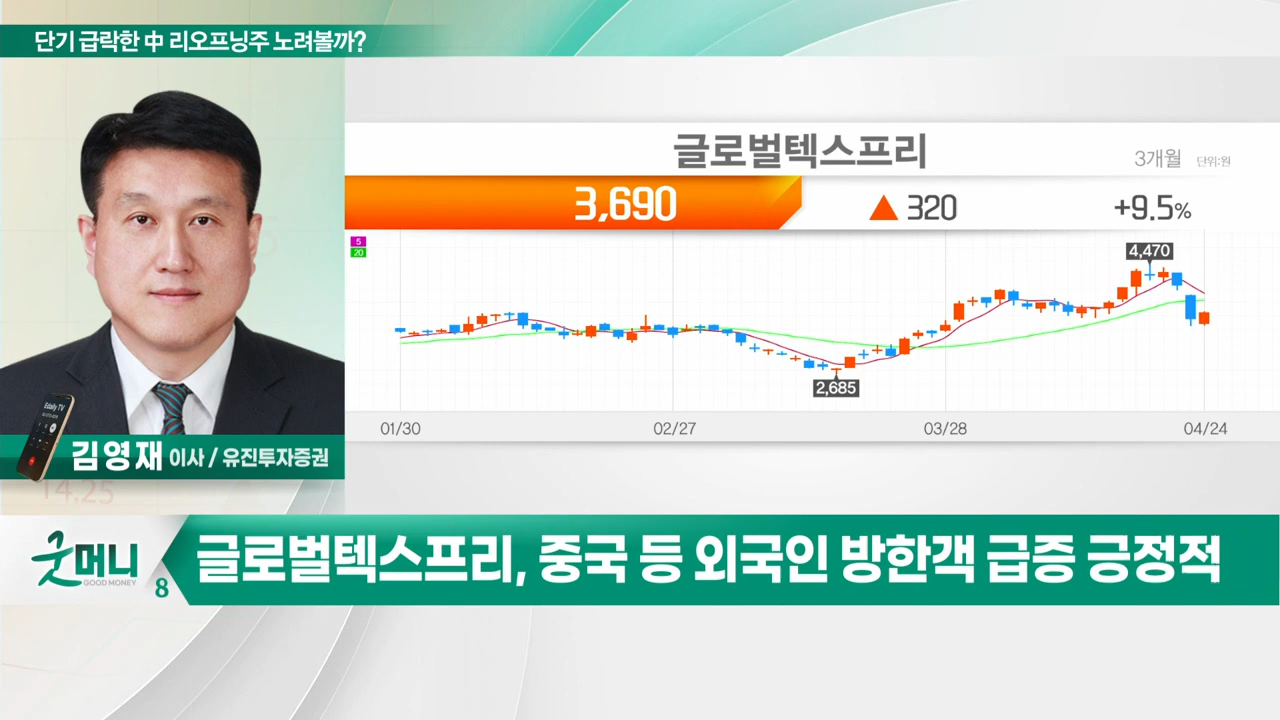 단기 급락한 中 리오프닝주 노려볼까?
글로벌텍스프리
3개월 단위:원
3,690 ▲ 320 +9.5%
5
20
4,470
2,685
01/30 02/27 03/28 04/24
Edaily TV
김영재 이사 / 유진투자증권
14.25
굿머니
GOOD MONEY
8
글로벌텍스프리, 중국 등 외국인 방한객 급증 긍정적